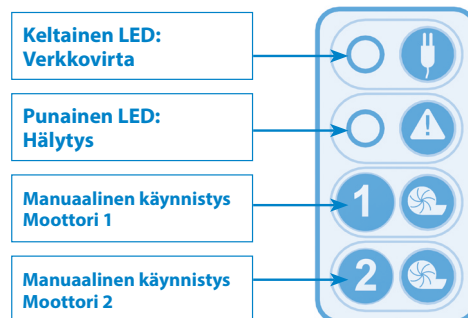 Keltainen LED:
Verkkovirta
Punainen LED:
Hälytys
Manuaalinen käynnistys
Moottori 1
1
Manuaalinen käynnistys
Moottori 2
2